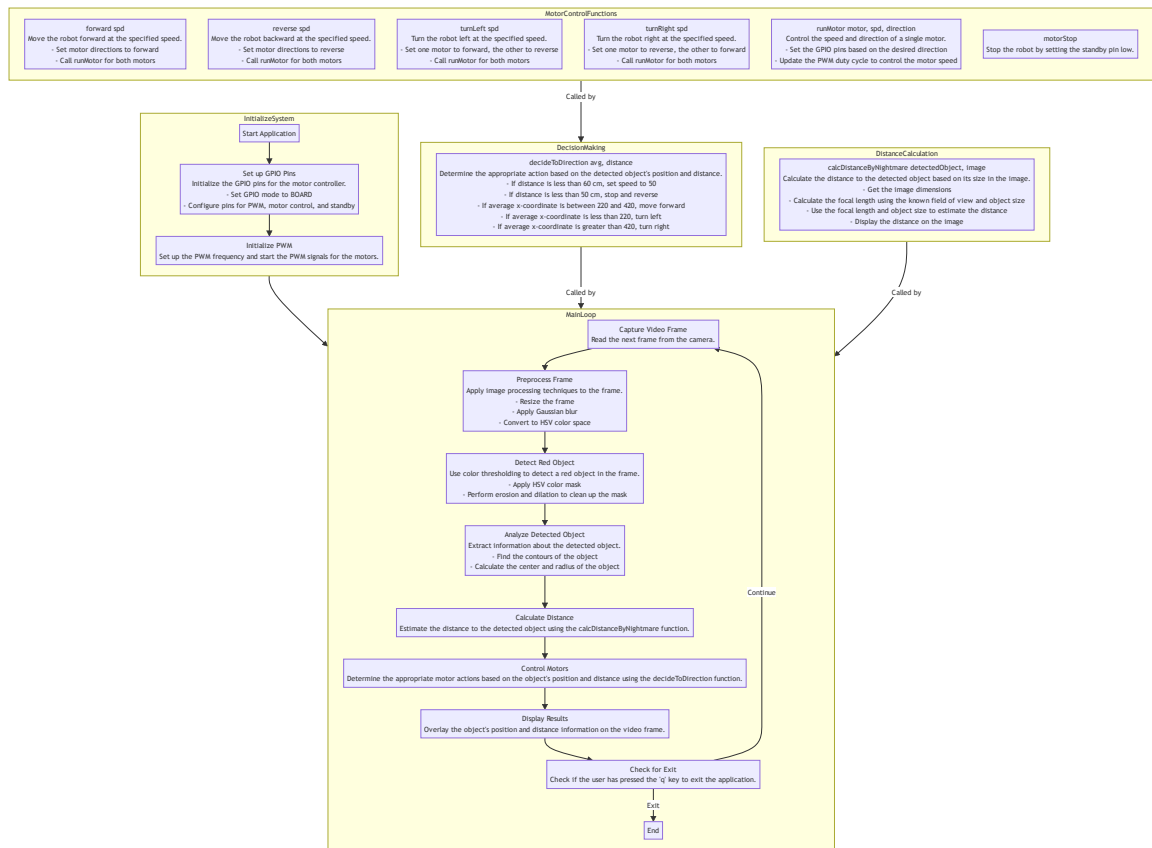 MotorControlFunctions
forward spd
Move the robot forward at the specified speed.
- Set motor directions to forward
- Call runMotor for both motors
reverse spd
Move the robot backward at the specified speed.
- Set motor directions to reverse
- Call runMotor for both motors
turnLeft spd
Turn the robot left at the specified speed.
- Set one motor to forward, the other to reverse
- Call runMotor for both motors
turnRight spd
Turn the robot right at the specified speed.
- Set one motor to reverse, the other to forward
- Call runMotor for both motors
runMotor motor, spd, direction
Control the speed and direction of a single motor.
- Set the GPIO pins based on the desired direction
- Update the PWM duty cycle to control the motor speed
motorStop
Stop the robot by setting the standby pin low.
Called by
InitializeSystem
Start Application
Set up GPIO Pins
Initialize the GPIO pins for the motor controller.
- Set GPIO mode to BOARD
- Configure pins for PWM, motor control, and standby
Initialize PWM
Set up the PWM frequency and start the PWM signals for the motors.
DecisionMaking
decideToDirection avg, distance
Determine the appropriate action based on the detected object's position and distance.
- If distance is less than 60 cm, set speed to 50
- If distance is less than 50 cm, stop and reverse
- If average x-coordinate is between 220 and 420, move forward
- If average x-coordinate is less than 220, turn left
- If average x-coordinate is greater than 420, turn right
DistanceCalculation
calcDistanceByNightmare detectedObject, image
Calculate the distance to the detected object based on its size in the image.
- Get the image dimensions
- Calculate the focal length using the known field of view and object size
- Use the focal length and object size to estimate the distance
- Display the distance on the image
Called by
Called by
MainLoop
Capture Video Frame
Read the next frame from the camera.
Preprocess Frame
Apply image processing techniques to the frame.
- Resize the frame
- Apply Gaussian blur
- Convert to HSV color space
Detect Red Object
Use color thresholding to detect a red object in the frame.
- Apply HSV color mask
- Perform erosion and dilation to clean up the mask
Analyze Detected Object
Extract information about the detected object.
- Find the contours of the object
- Calculate the center and radius of the object
Continue
Calculate Distance
Estimate the distance to the detected object using the calcDistanceByNightmare function.
Control Motors
Determine the appropriate motor actions based on the object's position and distance using the decideToDirection function.
Display Results
Overlay the object's position and distance information on the video frame.
Check for Exit
Check if the user has pressed the 'q' key to exit the application.
Exit
End